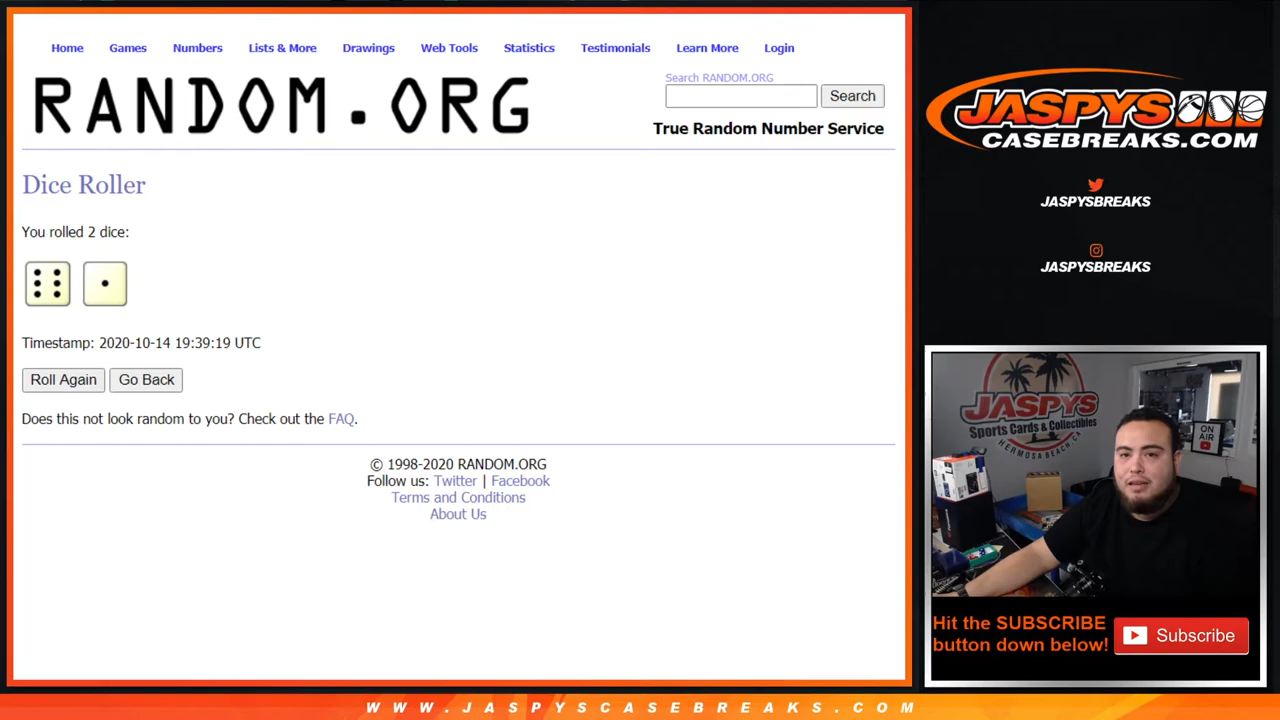 Home Games Numbers Lists & More Drawings Web Tools Statistics Testimonials Learn More Login
RANDOM.ORG
Search RANDOM.ORG
Search
True Random Number Service
Dice Roller
You rolled 2 dice:
Timestamp: 2020-10-14 19:39:19 UTC
Roll Again Go Back
Does this not look random to you? Check out the FAQ.
© 1998-2020 RANDOM.ORG
Follow us: Twitter | Facebook
Terms and Conditions
About Us
JASPYS
CASEBREAKS.COM
JASPYSBREAKS
JASPYSBREAKS
JASPYS
Sports Cards & Collectibles
HERMOSA BEACH, CA
ON
AIR
Hit the SUBSCRIBE
button down below!
Subscribe
WWW.JASPYSCASEBREAKS.COM